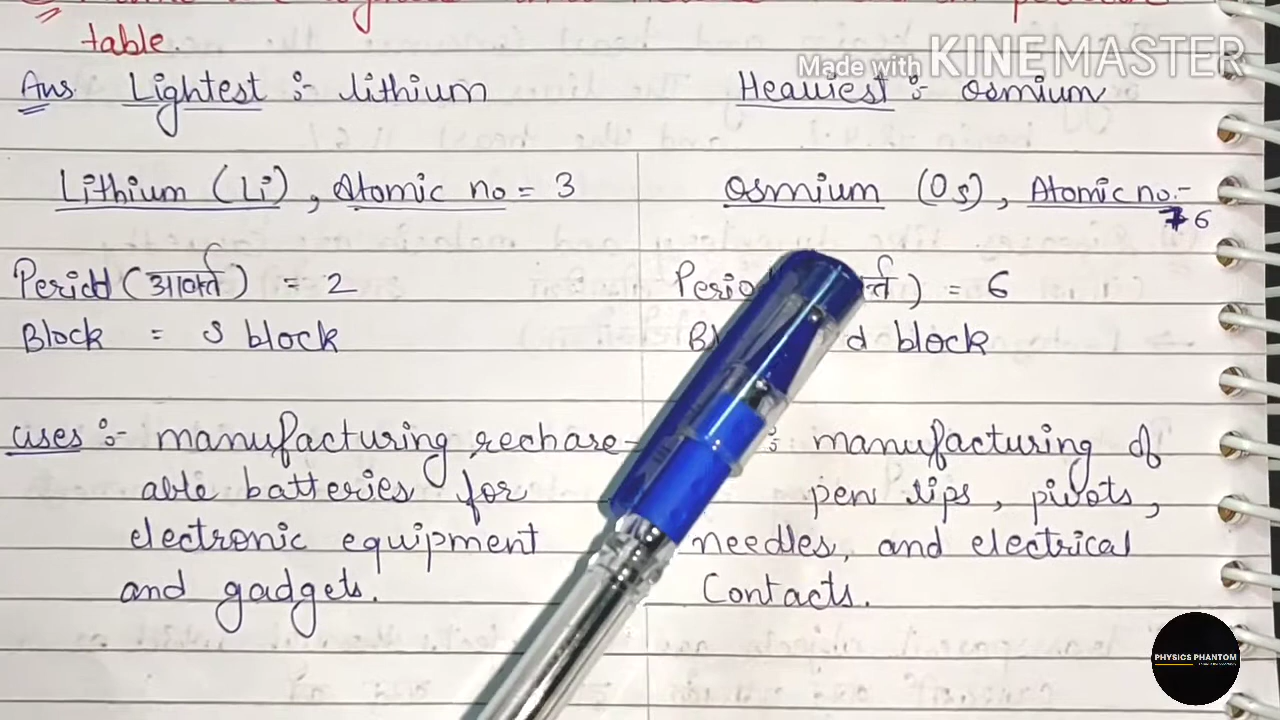 table.
Made with KINEMASTER
Ans Lightest :- lithium
Heaviest :- osmium
Lithium (Li), Atomic no = 3
Osmium (Os), Atomic no.- 76
Period (आवर्त) = 2
Block = S block
= 6
d block
uses :- manufacturing rechare-
able batteries for
electronic equipment
and gadgets.
manufacturing of
pen tips, pivots,
needles, and electrical
Contacts.
PHYSICS PHANTOM